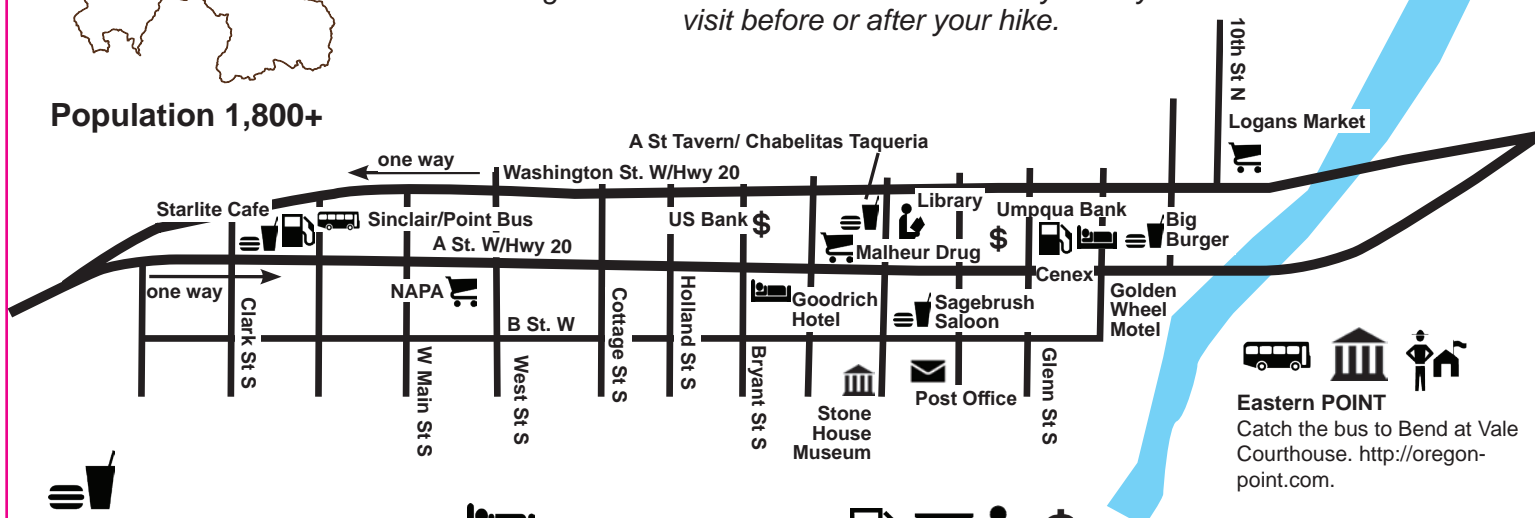 visit before or after your hike.
Population 1,800+
10th St N
Logans Market
A St Tavern/ Chabelitas Taqueria
one way
Washington St. W/Hwy 20
Starlite Cafe
Sinclair/Point Bus
US Bank
$
Library
Umpqua Bank
$
Big
Burger
A St. W/Hwy 20
Malheur Drug
one way
NAPA
Cenex
Goodrich
Hotel
Sagebrush
Saloon
Golden
Wheel
Motel
B St. W
Clark St S
W Main St S
West St S
Cottage St S
Holland St S
Bryant St S
Glenn St S
Stone
House
Museum
Post Office
Eastern POINT
Catch the bus to Bend at Vale
Courthouse. http://oregon-
point.com.